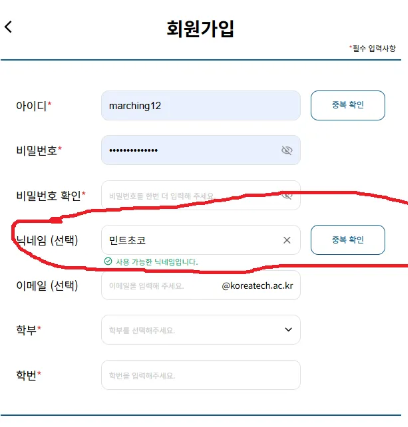 회원가입
*필수 입력사항
아이디* marching12 중복 확인
비밀번호* ••••••••••••••
비밀번호 확인* 비밀번호를 한번 더 입력해 주세요.
닉네임 (선택) 민트초코 중복 확인
사용 가능한 닉네임입니다.
이메일 (선택) 이메일을 입력해 주세요. @koreatech.ac.kr
학부* 학부를 선택해주세요.
학번* 학번을 입력해주세요.